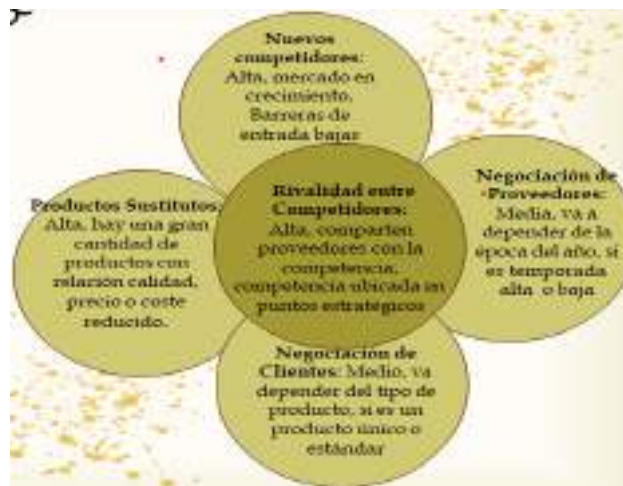 Nuevos
competidores:
Alta, mercado en
crecimiento.
Barreras de
entrada bajas
Productos Sustitutos:
Alta, hay una gran
cantidad de
productos con
relación calidad,
precio o coste
reducido.
Rivalidad entre
Competidores:
Alta, comparten
proveedores con la
competencia,
competencia ubicada en
puntos estratégicos
Negociación de
Proveedores:
Media, va a
depender de la
época del año, si
es temporada
alta o baja
Negociación de
Clientes: Medio, va
depender del tipo de
producto, si es un
producto único o
estándar